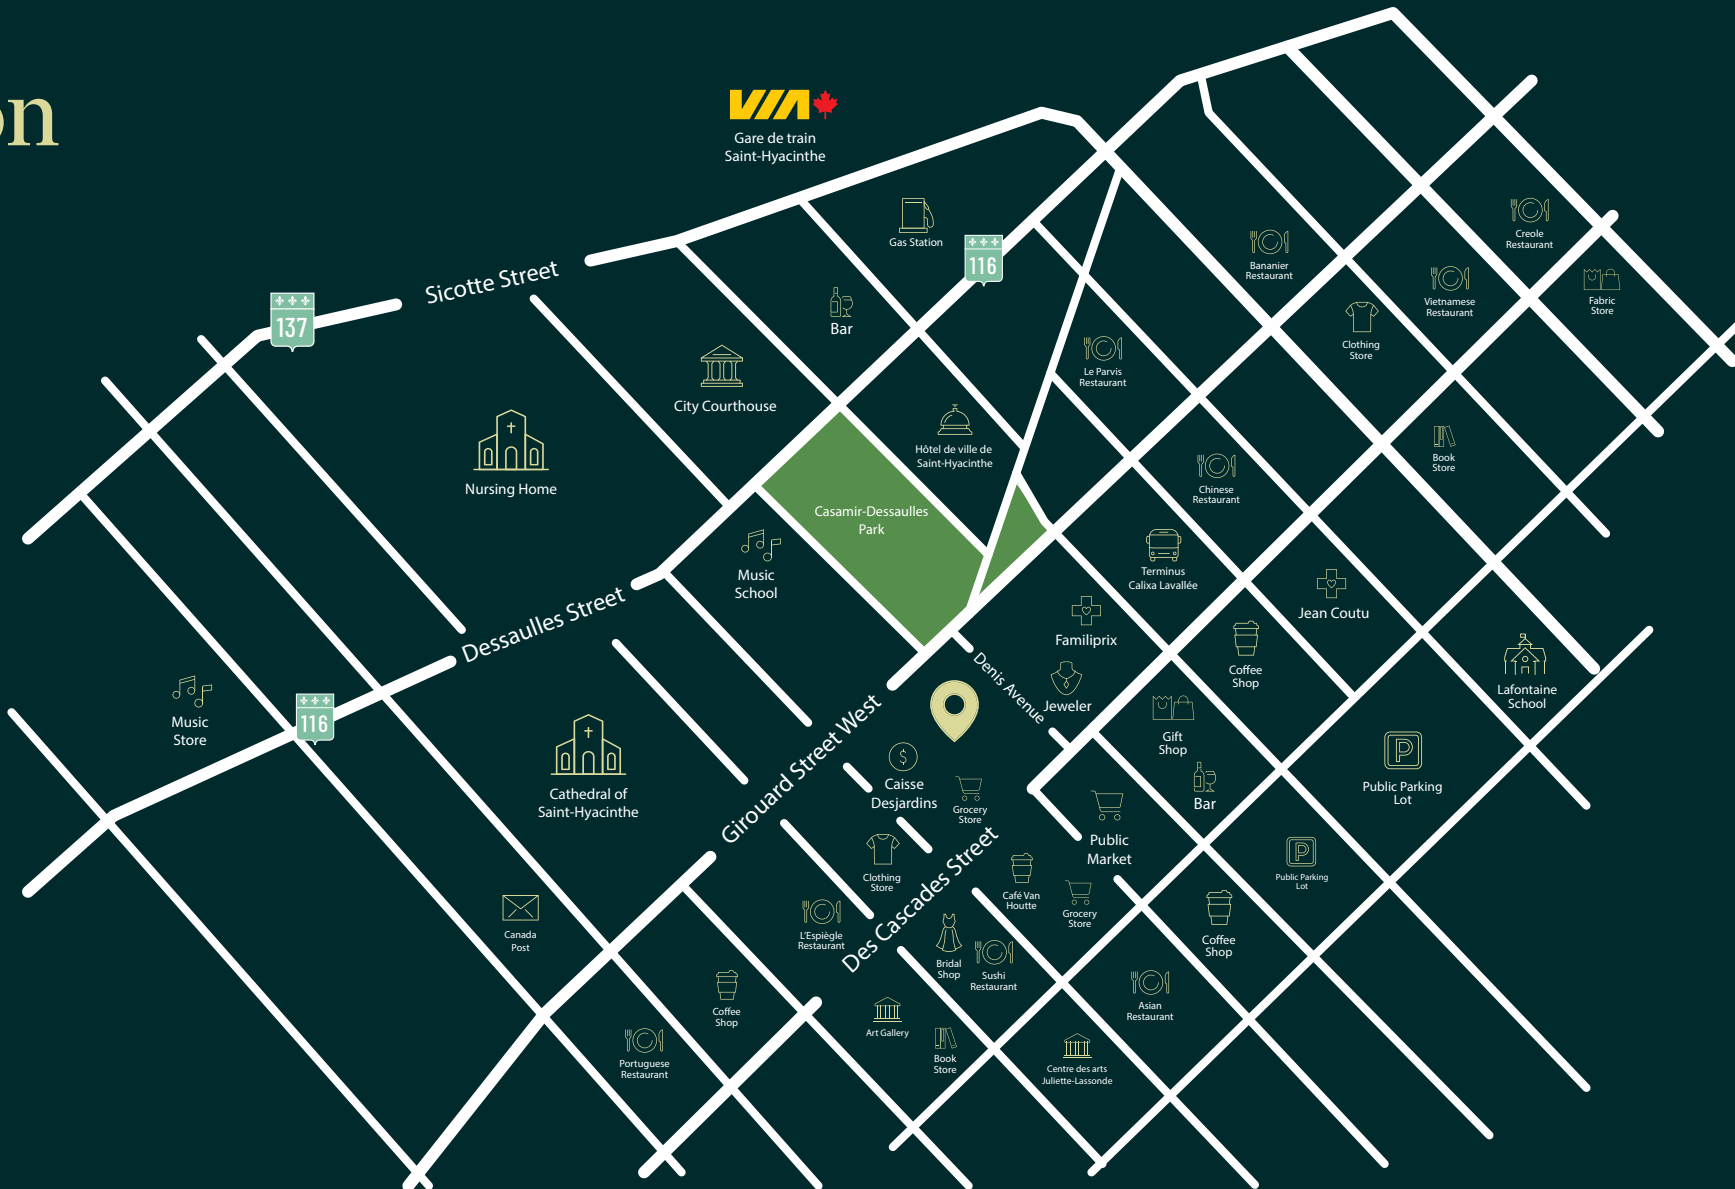 on
VIA
Gare de train
Saint-Hyacinthe
Sicotte Street
137
Gas Station
116
Bar
City Courthouse
Nursing Home
Hôtel de ville de
Saint-Hyacinthe
Le Parvis
Restaurant
Bananier
Restaurant
Creole
Restaurant
Vietnamese
Restaurant
Fabric
Store
Clothing
Store
Book
Store
Chinese
Restaurant
Casamir-Dessaulles
Park
Music
School
Dessaulles Street
Terminus
Calixa Lavallée
Familiprix
Jean Coutu
Coffee
Shop
Lafontaine
School
Denis Avenue
Jeweler
Gift
Shop
Music
Store
116
Cathedral of
Saint-Hyacinthe
Girouard Street West
Caisse
Desjardins
Grocery
Store
Bar
Public Parking
Lot
Public
Market
Public Parking
Lot
Clothing
Store
Des Cascades Street
Café Van
Houtte
Grocery
Store
Coffee
Shop
Canada
Post
L'Espiègle
Restaurant
Bridal
Shop
Sushi
Restaurant
Asian
Restaurant
Coffee
Shop
Art Gallery
Book
Store
Portuguese
Restaurant
Centre des arts
Juliette-Lassonde
P
P
$